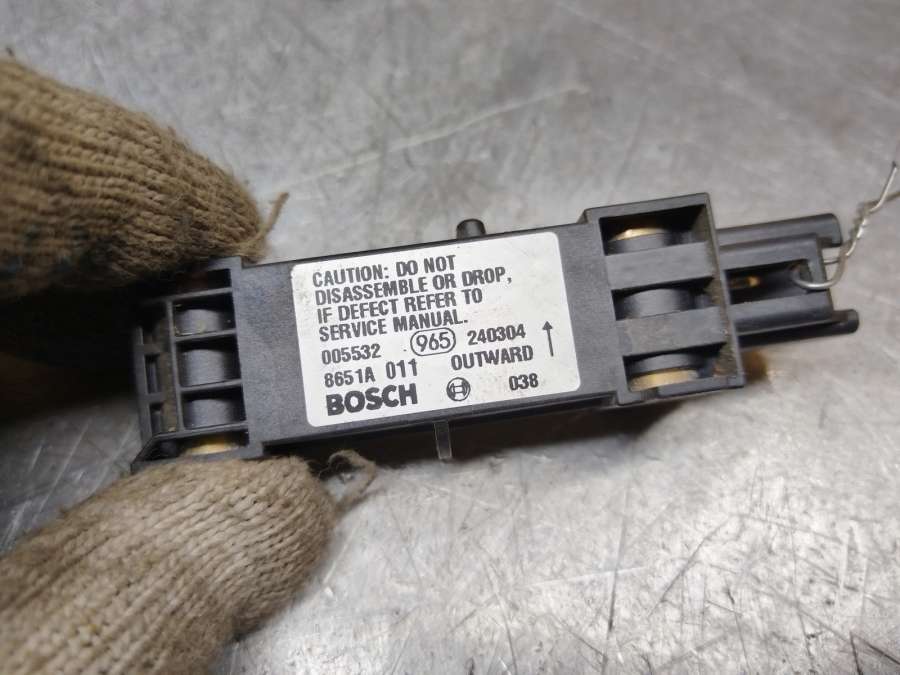 CAUTION: DO NOT
DISASSEMBLE OR DROP,
IF DEFECT REFER TO
SERVICE MANUAL.
005532 965 240304
8651A 011 OUTWARD ↑
BOSCH 038